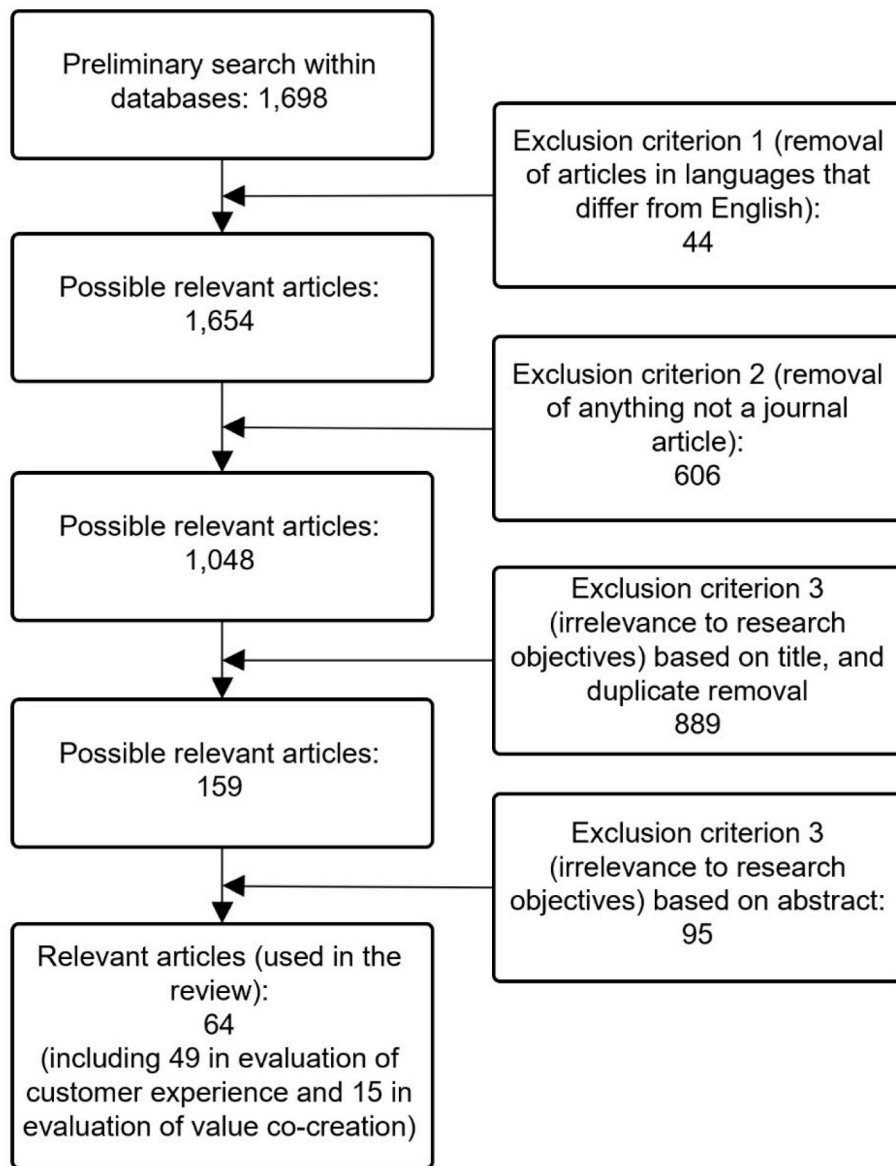 Preliminary search within
databases: 1,698
Exclusion criterion 1 (removal
of articles in languages that
differ from English):
44
Possible relevant articles:
1,654
Exclusion criterion 2 (removal
of anything not a journal
article):
606
Possible relevant articles:
1,048
Exclusion criterion 3
(irrelevance to research
objectives) based on title, and
duplicate removal
889
Possible relevant articles:
159
Exclusion criterion 3
(irrelevance to research
objectives) based on abstract:
95
Relevant articles (used in the
review):
64
(including 49 in evaluation of
customer experience and 15 in
evaluation of value co-creation)